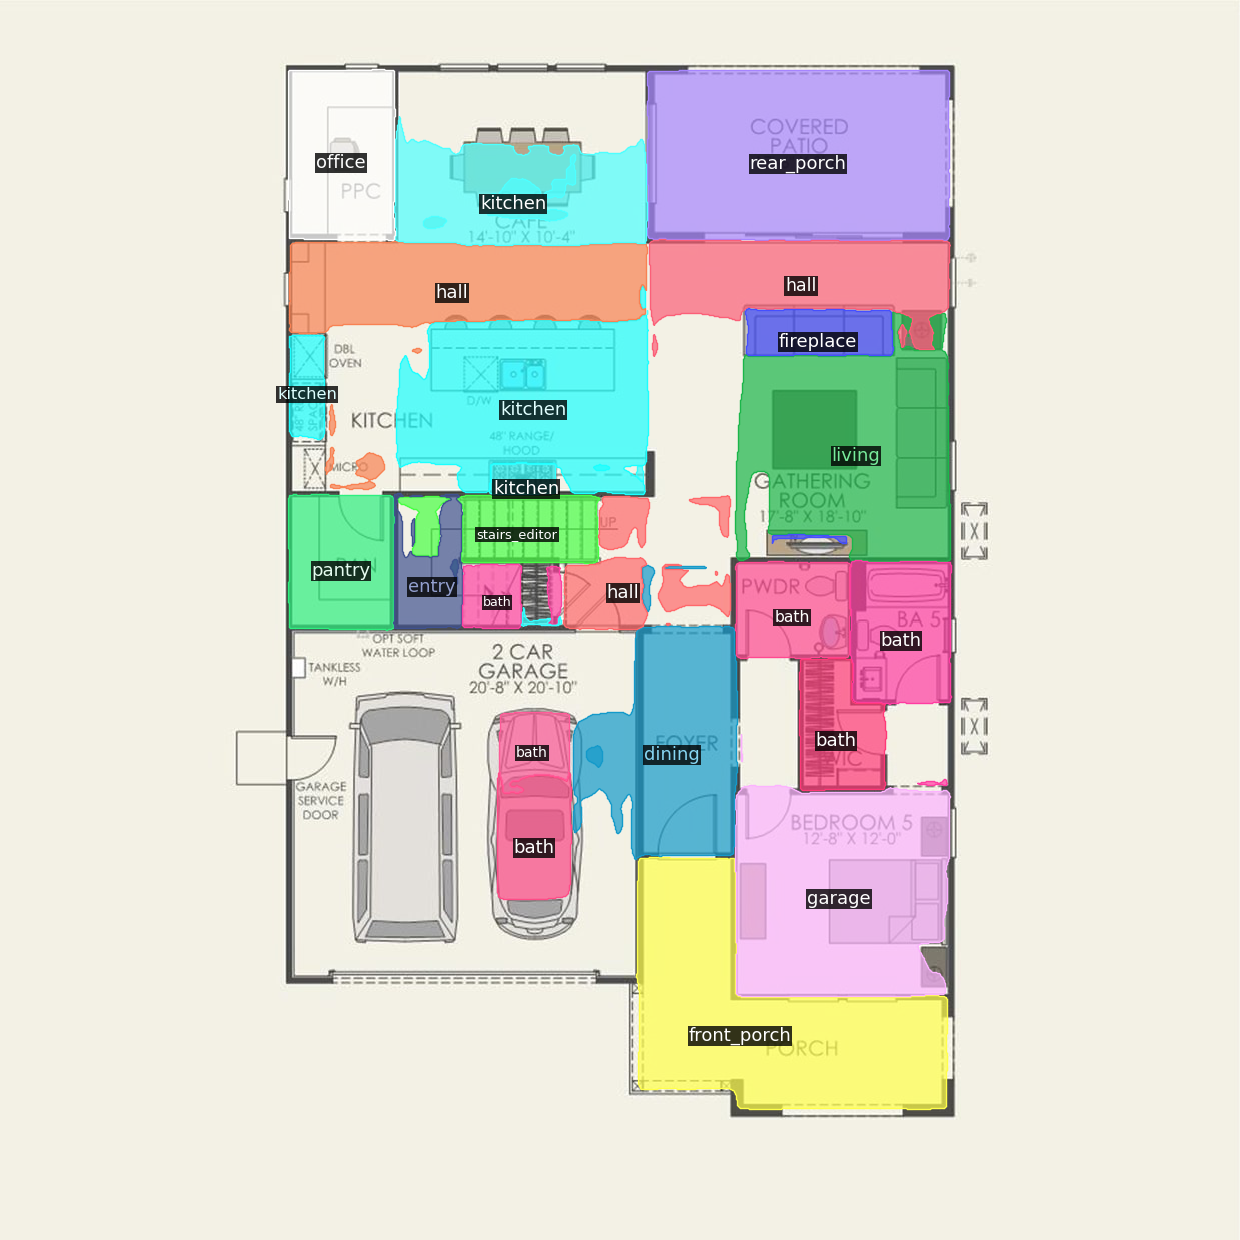 COVERED
PATIO
rear_porch
office
PPC
kitchen
CAFE
14'-10" X 10'-4"
hall
hall
fireplace
DBL
OVEN
kitchen
kitchen
D/W
KITCHEN
48" RANGE/
HOOD
living
MICRO
GATHERING
ROOM
17'-8" X 18'-10"
kitchen
UP
stairs_editor
pantry
entry
bath
hall
PWDR
bath
BA 5
bath
OPT SOFT
WATER LOOP
TANKLESS
W/H
2 CAR
GARAGE
20'-8" X 20'-10"
FOYER
dining
bath
bath
WIC
GARAGE
SERVICE
DOOR
BEDROOM 5
12'-8" X 12'-0"
bath
garage
front_porch
PORCH